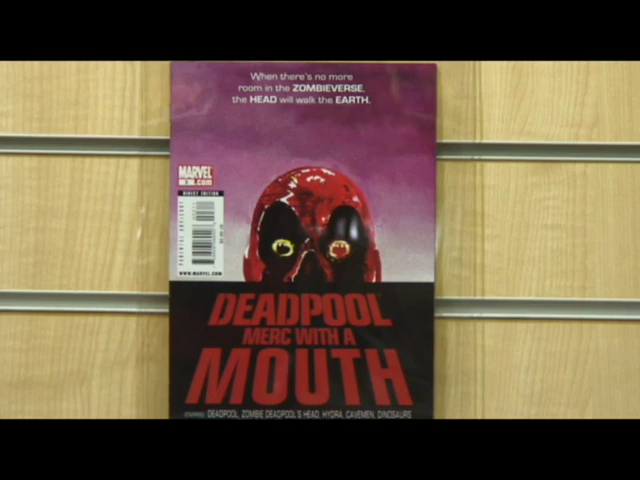 When there's no more
room in the ZOMBIEVERSE,
the HEAD will walk the EARTH.
MARVEL
.com
DIRECT EDITION
WWW.MARVEL.COM
DEADPOOL
MERC WITH A
MOUTH
DEADPOOL, ZOMBIE DEADPOOL'S HEAD, HYDRA, CAVEMEN, DINOSAURS